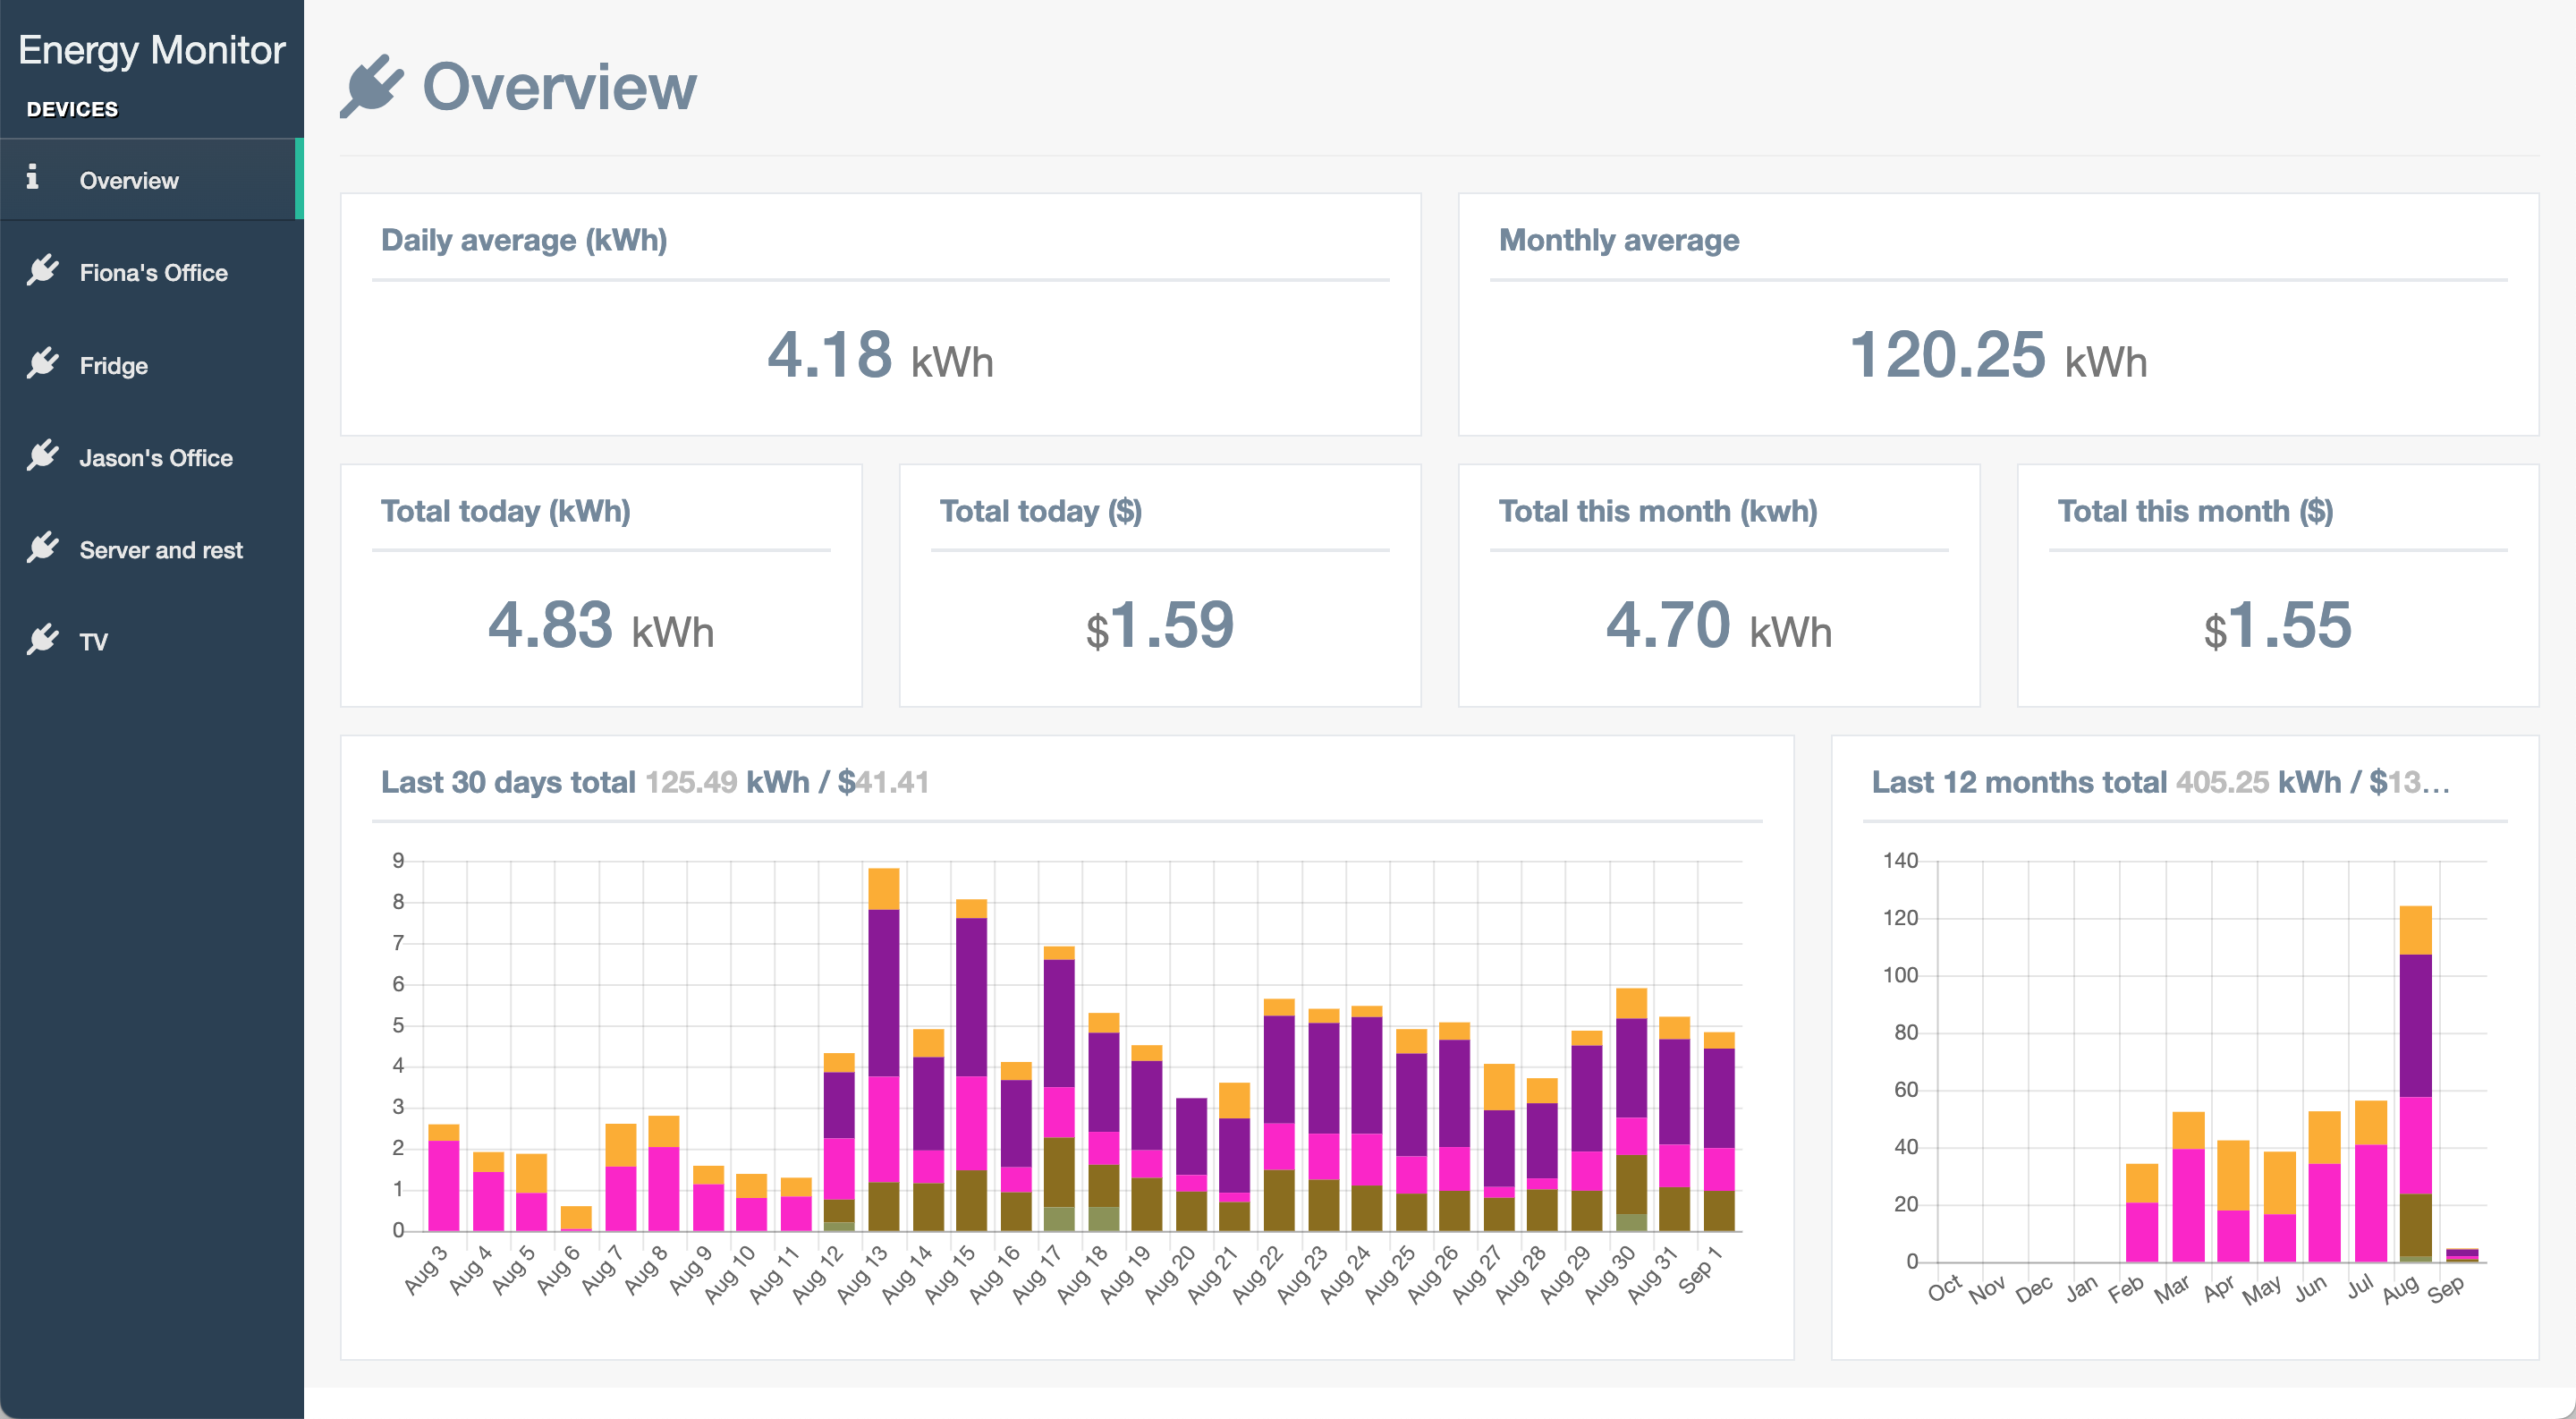 Energy Monitor
DEVICES
Overview
Fiona's Office
Fridge
Jason's Office
Server and rest
TV
Overview
Daily average (kWh)
4.18 kWh
Monthly average
120.25 kWh
Total today (kWh)
4.83 kWh
Total today ($)
$1.59
Total this month (kwh)
4.70 kWh
Total this month ($)
$1.55
Last 30 days total 125.49 kWh / $41.41
9
8
7
6
5
4
3
2
1
0
Aug 3 Aug 4 Aug 5 Aug 6 Aug 7 Aug 8 Aug 9 Aug 10 Aug 11 Aug 12 Aug 13 Aug 14 Aug 15 Aug 16 Aug 17 Aug 18 Aug 19 Aug 20 Aug 21 Aug 22 Aug 23 Aug 24 Aug 25 Aug 26 Aug 27 Aug 28 Aug 29 Aug 30 Aug 31 Sep 1
Last 12 months total 405.25 kWh / $13...
140
120
100
80
60
40
20
0
Oct Nov Dec Jan Feb Mar Apr May Jun Jul Aug Sep